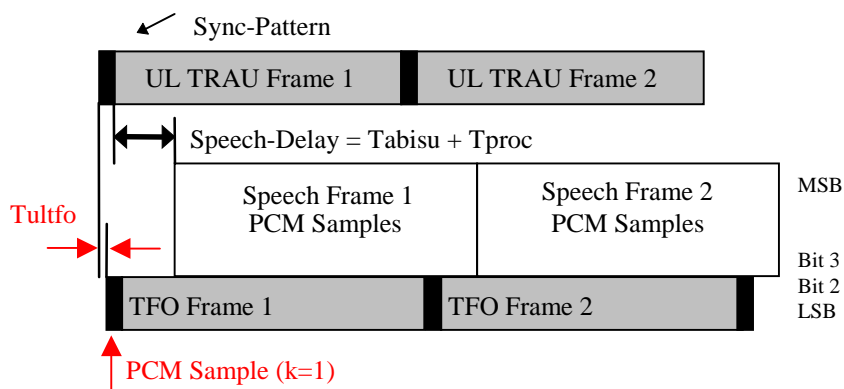 Sync-Pattern
UL TRAU Frame 1
UL TRAU Frame 2
Speech-Delay = Tabisu + Tproc
Speech Frame 1
PCM Samples
Speech Frame 2
PCM Samples
MSB
Tultfo
Bit 3
Bit 2
LSB
TFO Frame 1
TFO Frame 2
PCM Sample (k=1)